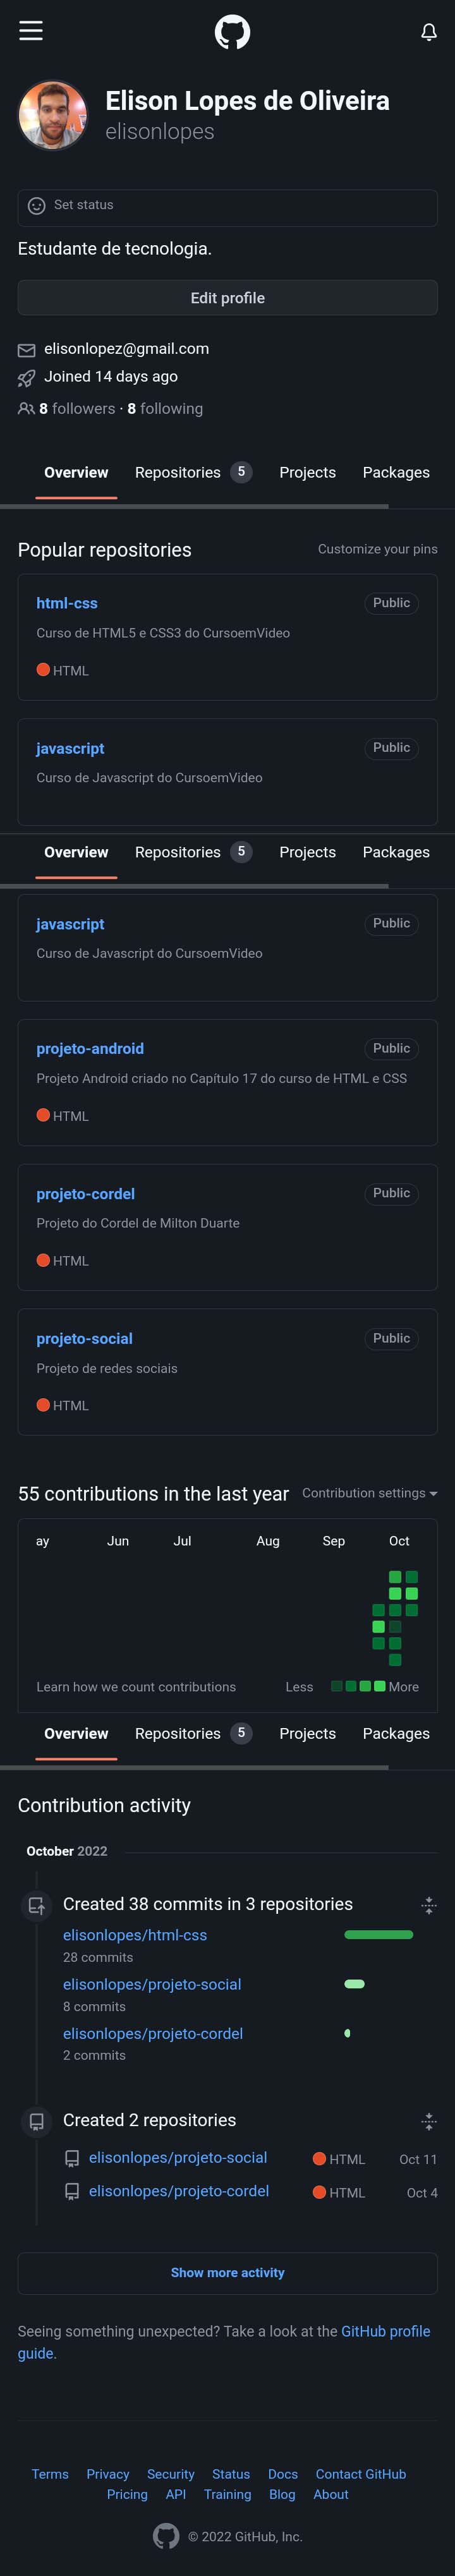 Elison Lopes de Oliveira
elisonlopes
Set status
Estudante de tecnologia.
Edit profile
elisonlopez@gmail.com
Joined 14 days ago
8 followers · 8 following
Overview Repositories 5 Projects Packages
Popular repositories Customize your pins
html-css Public
Curso de HTML5 e CSS3 do CursoemVideo
HTML
javascript Public
Curso de Javascript do CursoemVideo
Overview Repositories 5 Projects Packages
javascript Public
Curso de Javascript do CursoemVideo
projeto-android Public
Projeto Android criado no Capítulo 17 do curso de HTML e CSS
HTML
projeto-cordel Public
Projeto do Cordel de Milton Duarte
HTML
projeto-social Public
Projeto de redes sociais
HTML
55 contributions in the last year Contribution settings
ay Jun Jul Aug Sep Oct
Learn how we count contributions Less More
Overview Repositories 5 Projects Packages
Contribution activity
October 2022
Created 38 commits in 3 repositories
elisonlopes/html-css
28 commits
elisonlopes/projeto-social
8 commits
elisonlopes/projeto-cordel
2 commits
Created 2 repositories
elisonlopes/projeto-social HTML Oct 11
elisonlopes/projeto-cordel HTML Oct 4
Show more activity
Seeing something unexpected? Take a look at the GitHub profile
guide.
Terms Privacy Security Status Docs Contact GitHub
Pricing API Training Blog About
© 2022 GitHub, Inc.